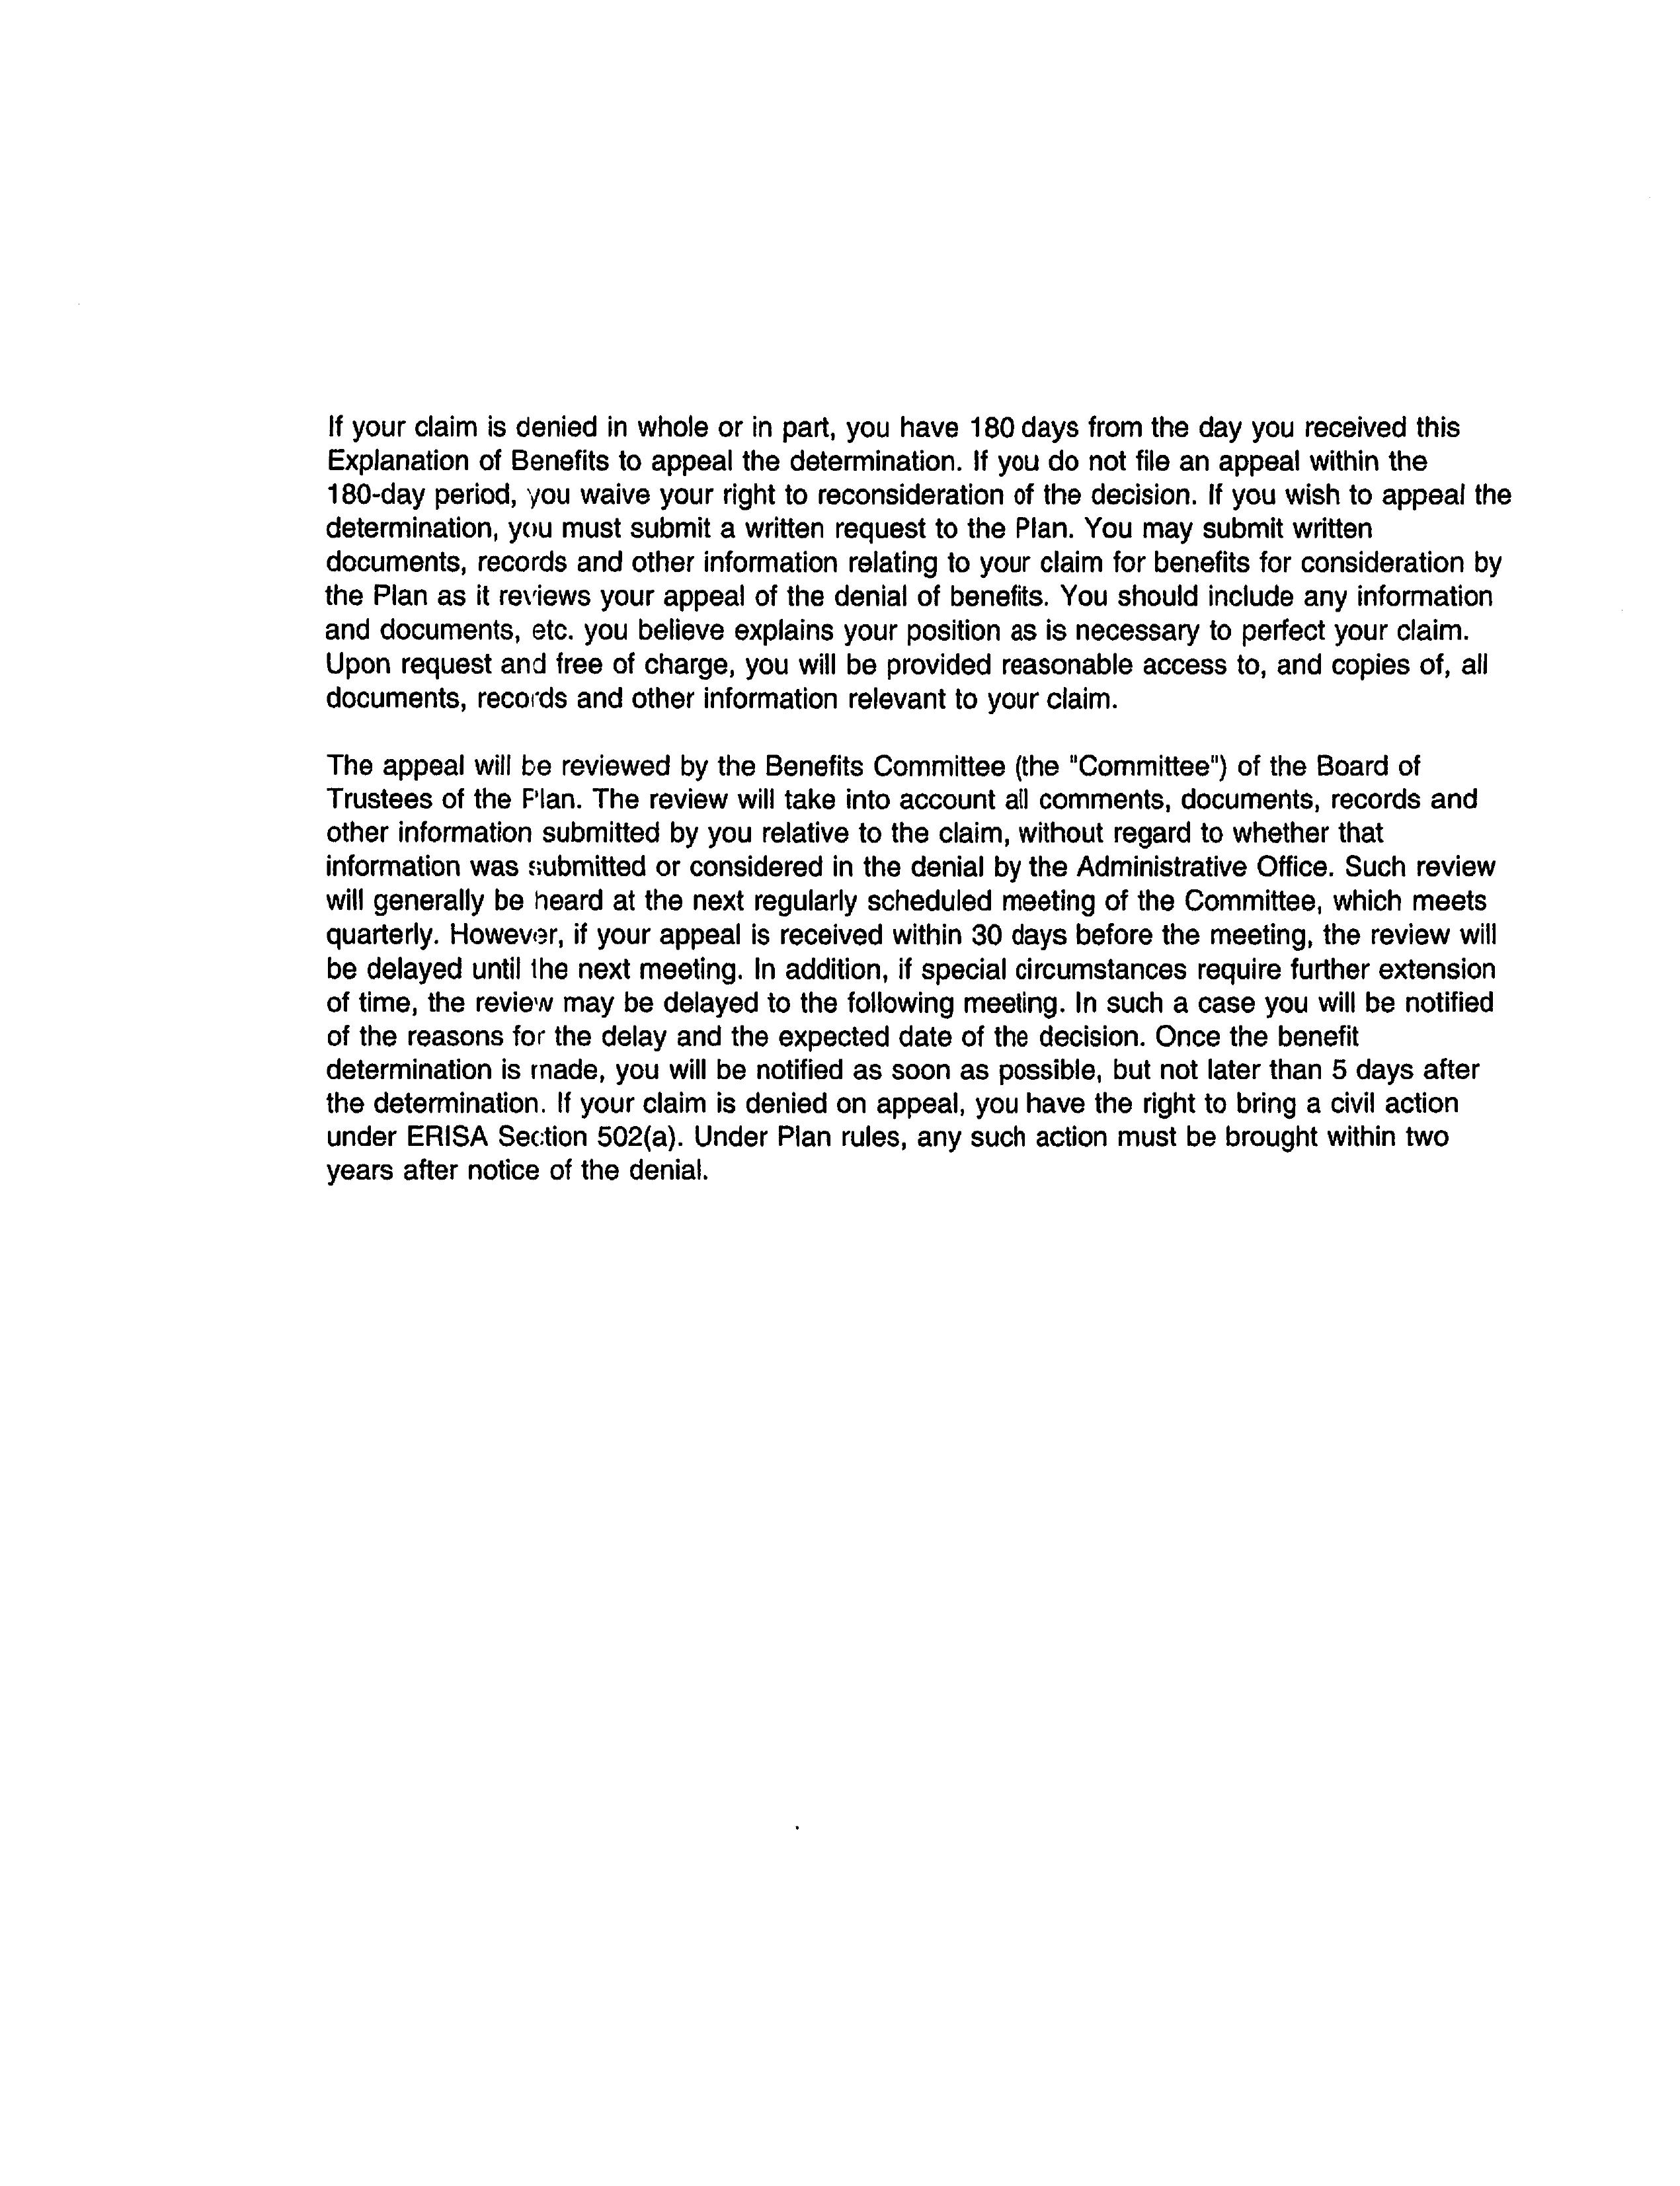 If your claim is denied in whole or in part, you have 180 days from the day you received this
Explanation of Benefits to appeal the determination. If you do not file an appeal within the
180-day period, you waive your right to reconsideration of the decision. If you wish to appeal the
determination, you must submit a written request to the Plan. You may submit written
documents, records and other information relating to your claim for benefits for consideration by
the Plan as it reviews your appeal of the denial of benefits. You should include any information
and documents, etc. you believe explains your position as is necessary to perfect your claim.
Upon request and free of charge, you will be provided reasonable access to, and copies of, all
documents, records and other information relevant to your claim.

The appeal will be reviewed by the Benefits Committee (the "Committee") of the Board of
Trustees of the Plan. The review will take into account all comments, documents, records and
other information submitted by you relative to the claim, without regard to whether that
information was submitted or considered in the denial by the Administrative Office. Such review
will generally be heard at the next regularly scheduled meeting of the Committee, which meets
quarterly. However, if your appeal is received within 30 days before the meeting, the review will
be delayed until the next meeting. In addition, if special circumstances require further extension
of time, the review may be delayed to the following meeting. In such a case you will be notified
of the reasons for the delay and the expected date of the decision. Once the benefit
determination is made, you will be notified as soon as possible, but not later than 5 days after
the determination. If your claim is denied on appeal, you have the right to bring a civil action
under ERISA Section 502(a). Under Plan rules, any such action must be brought within two
years after notice of the denial.